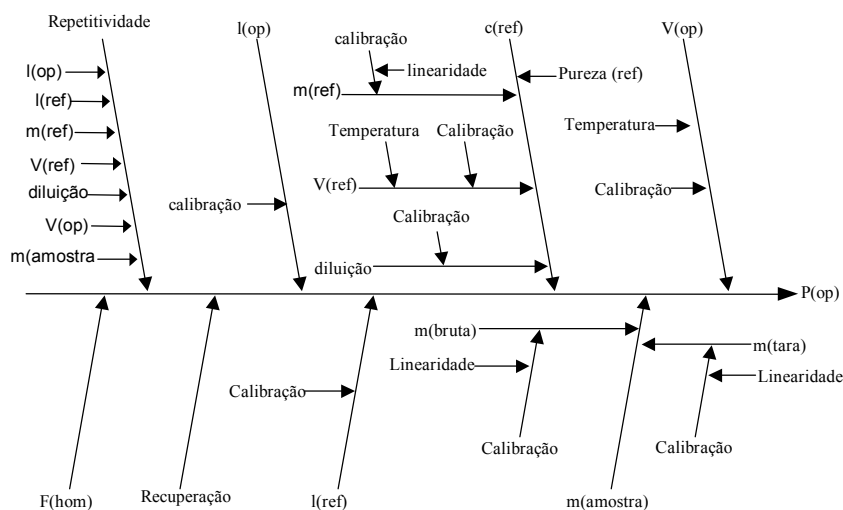 Repetitividade
I(op)
I(ref)
m(ref)
V(ref)
diluição
V(op)
m(amostra
I(op)
calibração
calibração
linearidade
m(ref)
Temperatura
Calibração
V(ref)
Calibração
diluição
c(ref)
Pureza (ref)
V(op)
Temperatura
Calibração
P(op)
F(hom)
Recuperação
Calibração
I(ref)
m(bruta)
Linearidade
Calibração
m(amostra)
m(tara)
Linearidade
Calibração